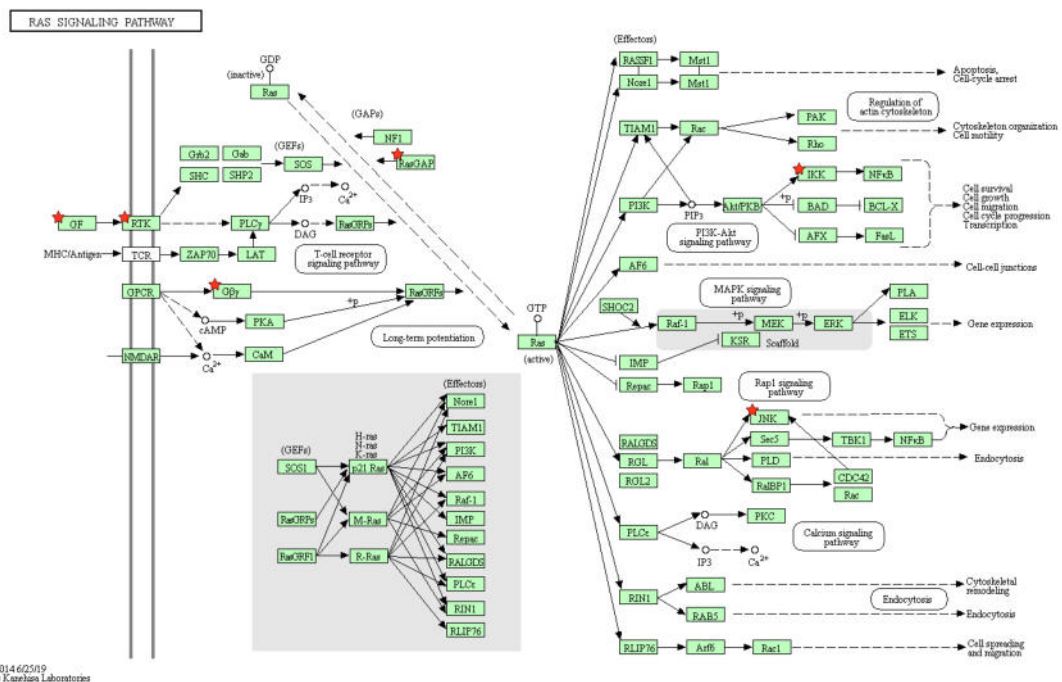 RAS SIGNALING PATHWAY
GDP
(inactive)
Ras
(GAPs)
NF1
RasGAP
(GEFs)
Grb2
Gab
SHC
SHP2
SOS
IP3
Ca2+
GF
RTK
PLCγ
DAG
RasGRPs
MHC/Antigen
TCR
ZAP70
LAT
T-cell receptor
signaling pathway
GPCR
Gβγ
RasGRFs
+p
cAMP
PKA
NMDAR
Ca2+
CaM
Long-term potentiation
GTP
Ras
(active)
(Effectors)
RASSF1
Mst1
Nore1
Mst1
Apoptosis,
Cell-cycle arrest
Regulation of
actin cytoskeleton
TIAM1
Rac
PAK
Rho
Cytoskeleton organization
Cell motility
PI3K
PIP3
Akt/PKB
+p
IKK
NFκB
BAD
BCL-X
AFX
FasL
Cell survival
Cell growth
Cell migration
Cell cycle progression
Transcription
PI3K-Akt
signaling pathway
AF6
Cell-cell junctions
MAPK signaling
pathway
SHOC2
Raf-1
+p
MEK
+p
ERK
KSR
Scaffold
PLA
ELK
ETS
Gene expression
IMP
Repac
Rap1
Rap1 signaling
pathway
RALGDS
RGL
RGL2
Ral
JNK
Sec5
TBK1
NFκB
Gene expression
PLD
Endocytosis
RalBP1
CDC42
Rac
PLCε
DAG
PKC
IP3
Ca2+
Calcium signaling
pathway
RIN1
ABL
Cytoskeletal
remodeling
RAB5
Endocytosis
Endocytosis
RLIP76
Arf6
Rac1
Cell spreading
and migration
(Effectors)
(GEFs)
H-ras
N-ras
K-ras
SOS1
p21 Ras
RasGRPs
M-Ras
RasGRF1
R-Ras
Nore1
TIAM1
PI3K
AF6
Raf-1
IMP
Repac
RALGDS
PLCε
RIN1
RLIP76
014 6/25/19
Kanehisa Laboratories